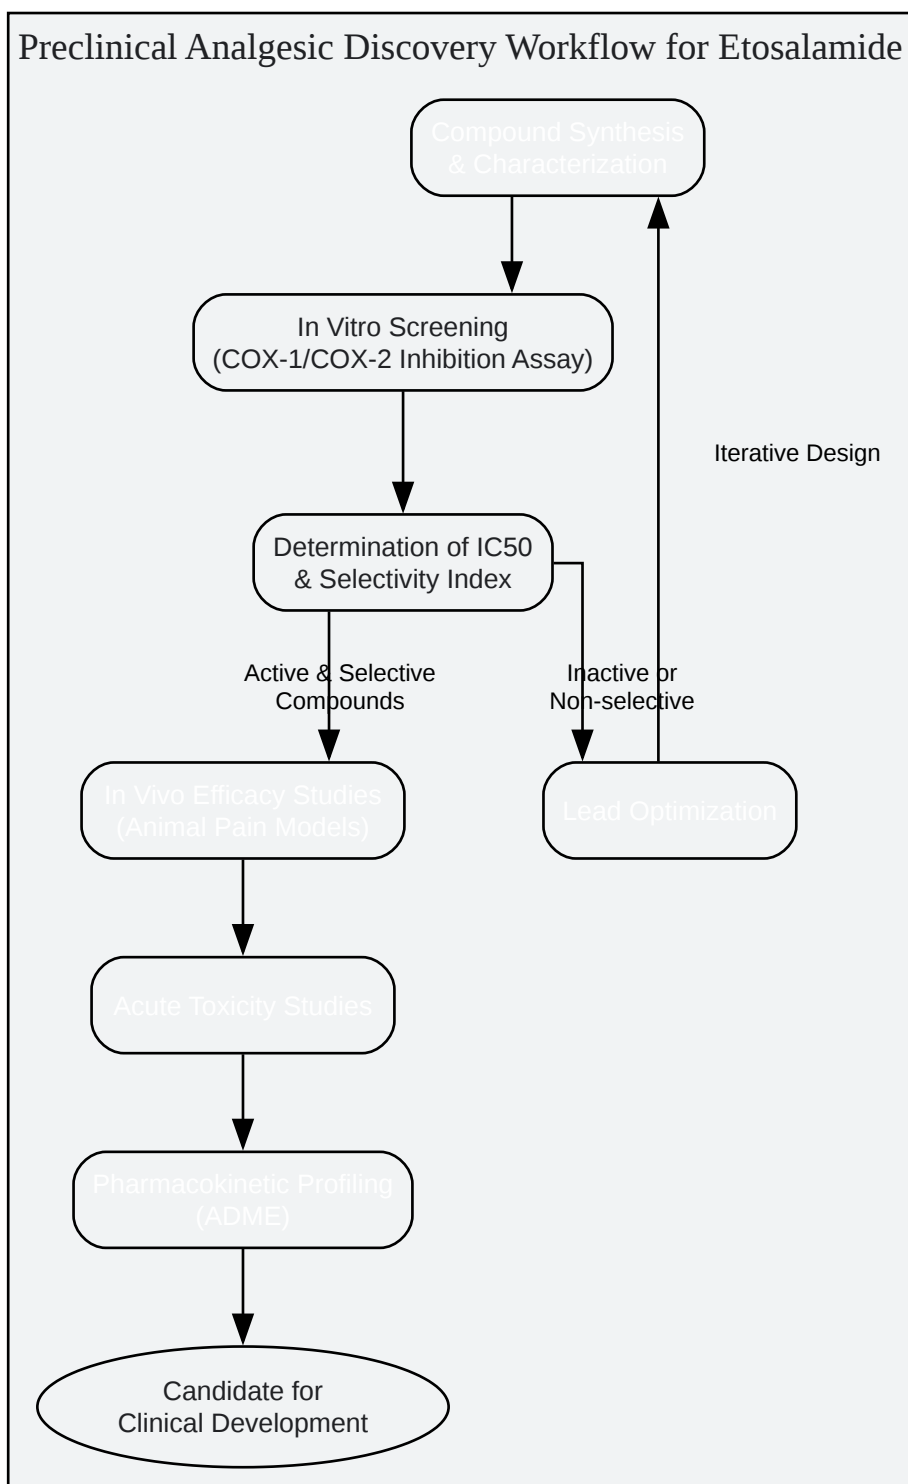 Preclinical Analgesic Discovery Workflow for Etosalamide
Compound Synthesis
& Characterization
In Vitro Screening
(COX-1/COX-2 Inhibition Assay)
Iterative Design
Determination of IC50
& Selectivity Index
Active & Selective
Compounds
Inactive or
Non-selective
In Vivo Efficacy Studies
(Animal Pain Models)
Lead Optimization
Acute Toxicity Studies
Pharmacokinetic Profiling
(ADME)
Candidate for
Clinical Development